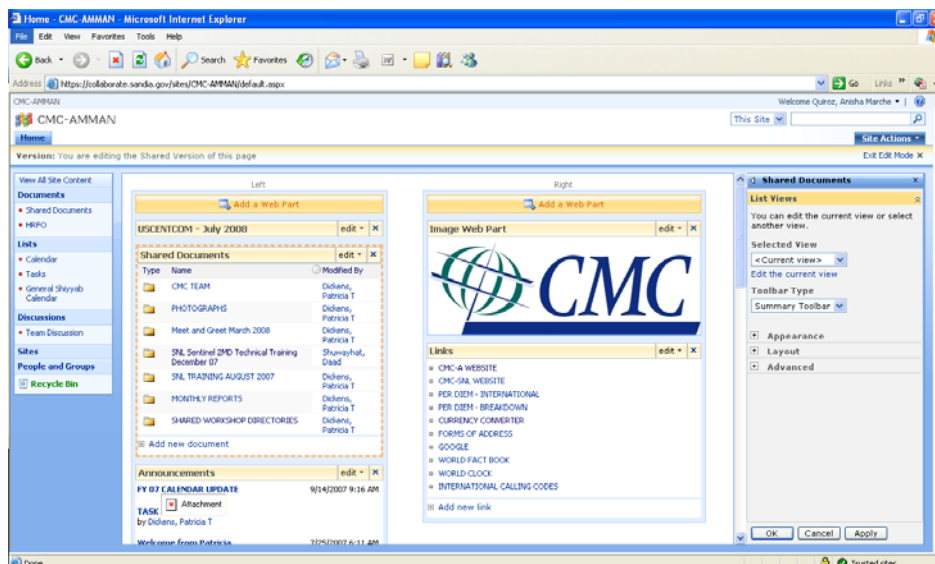 Home - CMC-AMMAN - Microsoft Internet Explorer
File Edit View Favorites Tools Help
Back Search Favorites
Address https://collaborate.sandia.gov/sites/CMC-AMMAN/default.aspx Go Links
CMC-AMMAN Welcome Quiroz, Anisha Marche
CMC-AMMAN This Site
Home Site Actions
Version: You are editing the Shared Version of this page Exit Edit Mode X
View All Site Content
Documents
Shared Documents
HRFO
Lists
Calendar
Tasks
General Shiyyab
Calendar
Discussions
Team Discussion
Sites
People and Groups
Recycle Bin
Left
Add a Web Part
USCENTCOM - July 2008 edit X
Shared Documents edit X
Type Name Modified By
CMC TEAM Dickens,
Patricia T
PHOTOGRAPHS Dickens,
Patricia T
Meet and Greet March 2008 Dickens,
Patricia T
SNL Sentinel 2MD Technical Training Shuwayhat,
December 07 Daad
SNL TRAINING AUGUST 2007 Dickens,
Patricia T
MONTHLY REPORTS Dickens,
Patricia T
SHARED WORKSHOP DIRECTORIES Dickens,
Patricia T
Add new document
Announcements edit X
FY 07 CALENDAR UPDATE 9/14/2007 9:16 AM
Attachment
TASK
by Dickens, Patricia T
Welcome from Patricia 7/25/2007 6:11 AM
Right
Add a Web Part
Image Web Part edit X
CMC
Links edit X
CMC-A WEBSITE
CMC-SNL WEBSITE
PER DIEM - INTERNATIONAL
PER DIEM - BREAKDOWN
CURRENCY CONVERTER
FORMS OF ADDRESS
GOOGLE
WORLD FACT BOOK
WORLD CLOCK
INTERNATIONAL CALLING CODES
Add new link
Shared Documents X
List Views
You can edit the current view or select
another view.
Selected View
<Current view>
Edit the current view
Toolbar Type
Summary Toolbar
Appearance
Layout
Advanced
OK Cancel Apply
Done Trusted sites